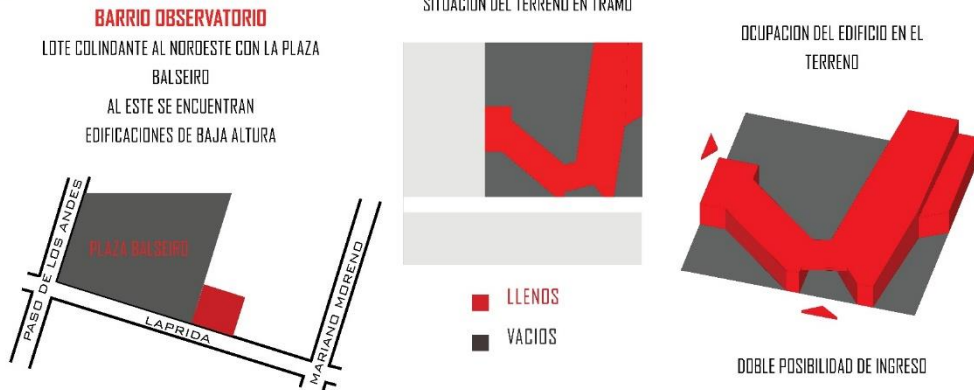 BARRIO OBSERVATORIO
LOTE COLINDANTE AL NOROESTE CON LA PLAZA
BALSEIRO
AL ESTE SE ENCUENTRAN
EDIFICACIONES DE BAJA ALTURA
PASO DE LOS ANDES
PLAZA BALSEIRO
LAPRIDA
MARIANO MORENO
SITUACION DEL TERRENO EN TRAMO
LLENOS
VACIOS
OCUPACION DEL EDIFICIO EN EL
TERRENO
DOBLE POSIBILIDAD DE INGRESO